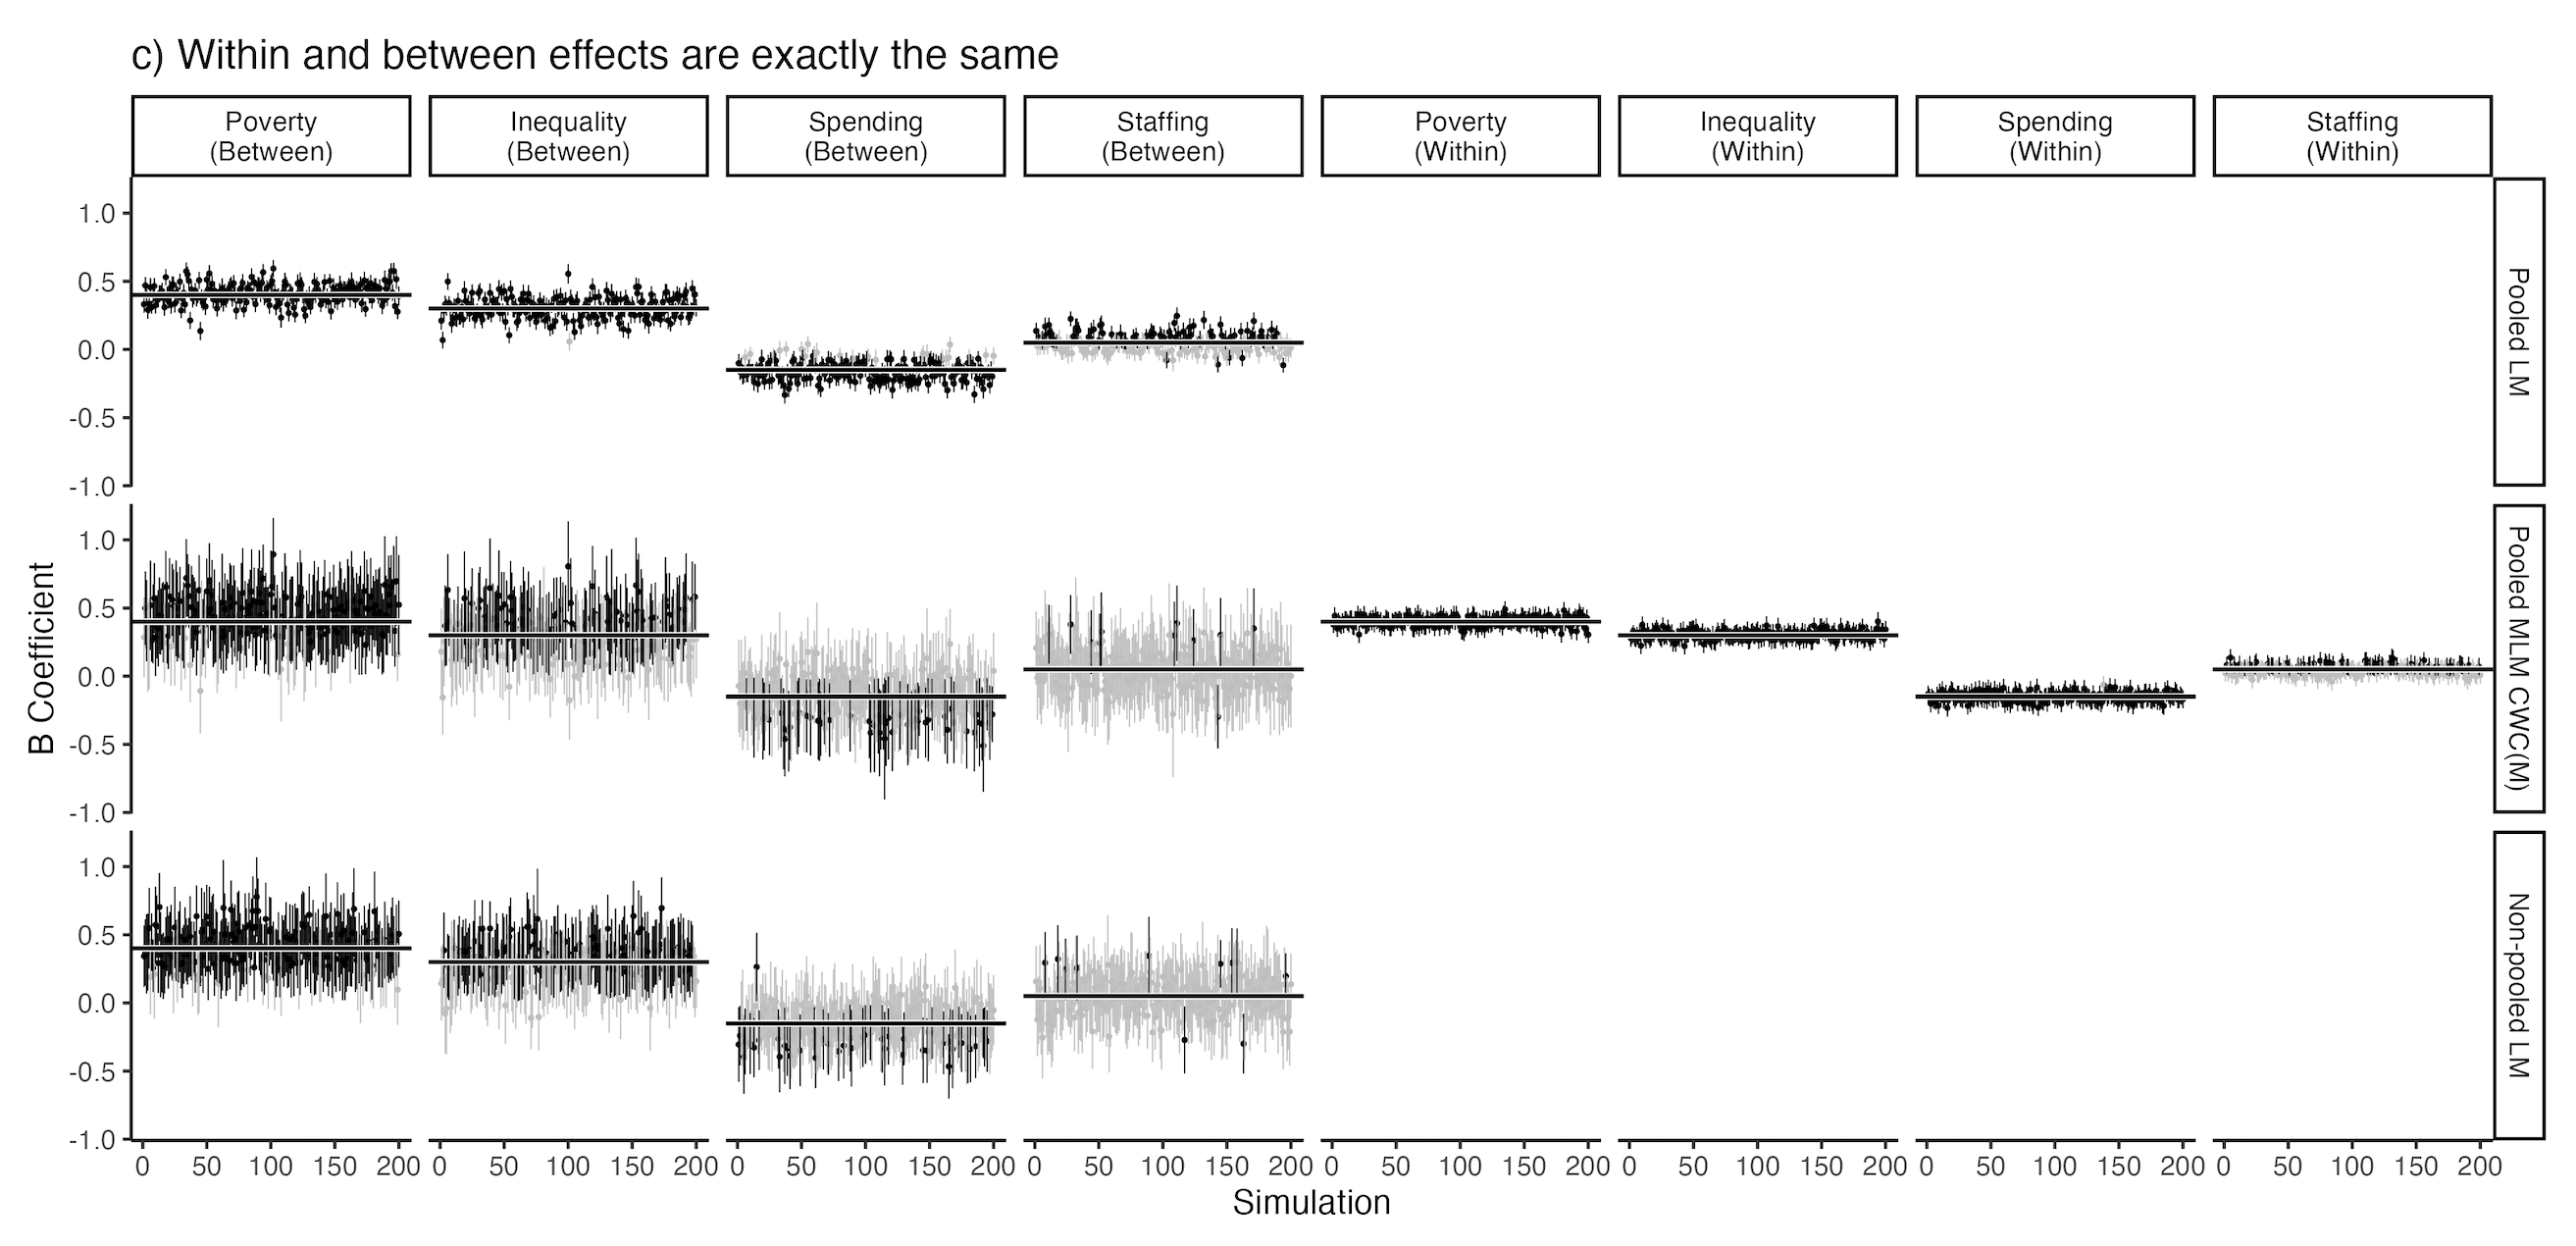 c) Within and between effects are exactly the same
Poverty
(Between)
Inequality
(Between)
Spending
(Between)
Staffing
(Between)
Poverty
(Within)
Inequality
(Within)
Spending
(Within)
Staffing
(Within)
B Coefficient
1.0
0.5
0.0
-0.5
-1.0
Pooled LM
1.0
0.5
0.0
-0.5
-1.0
Pooled MLM CWC(M)
1.0
0.5
0.0
-0.5
-1.0
Non-pooled LM
0 50 100 150 200
0 50 100 150 200
0 50 100 150 200
0 50 100 150 200
0 50 100 150 200
0 50 100 150 200
0 50 100 150 200
0 50 100 150 200
Simulation